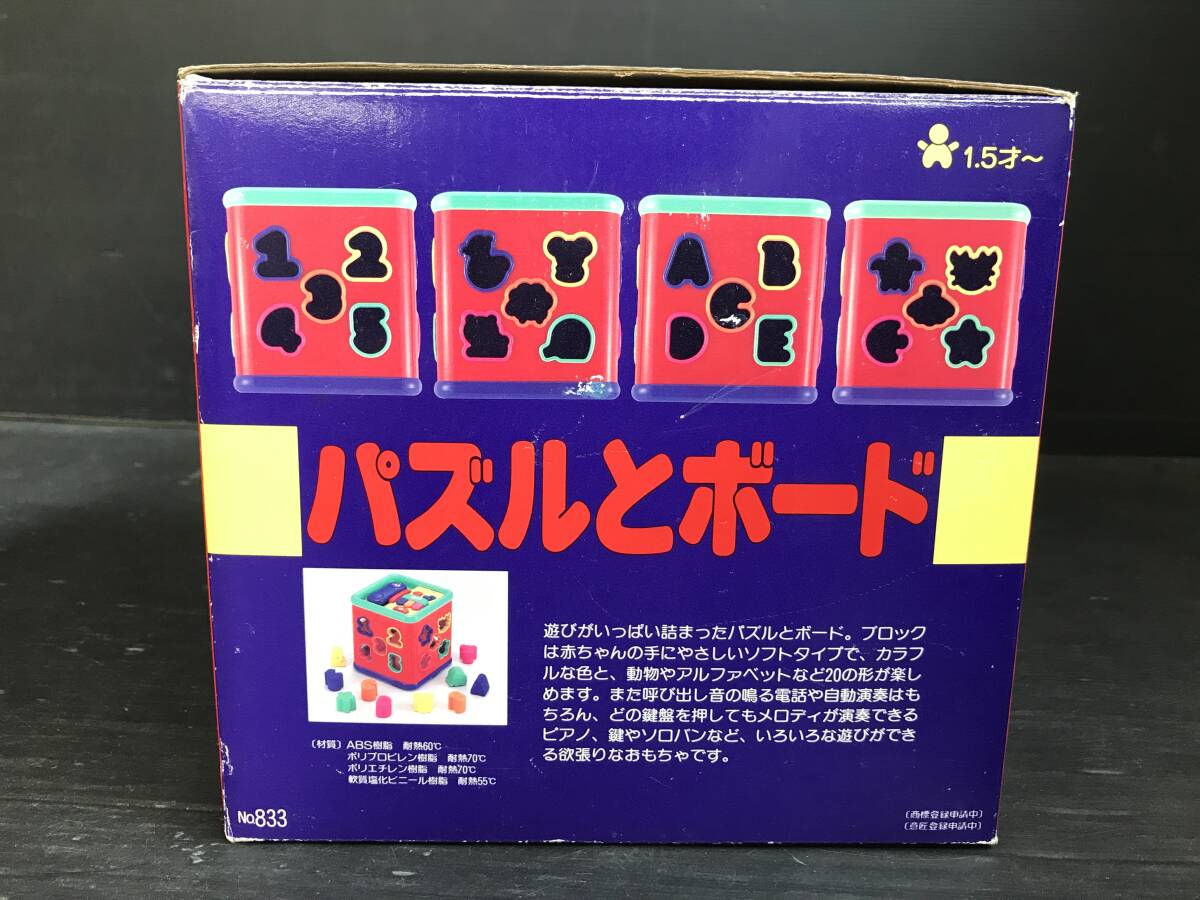 1.5才～
1 2
3
4 5
A B
C
D E
パズルとボード
遊びがいっぱい詰まったパズルとボード。ブロック
は赤ちゃんの手にやさしいソフトタイプで、カラフ
ルな色と、動物やアルファベットなど20の形が楽し
めます。また呼び出し音の鳴る電話や自動演奏はも
ちろん、どの鍵盤を押してもメロディが演奏できる
ピアノ、鍵やソロバンなど、いろいろな遊びができ
る欲張りなおもちゃです。
〔材質〕ABS樹脂 耐熱60℃
ポリプロピレン樹脂 耐熱70℃
ポリエチレン樹脂 耐熱70℃
軟質塩化ビニール樹脂 耐熱55℃
No.833
〔商標登録申請中〕
〔意匠登録申請中〕